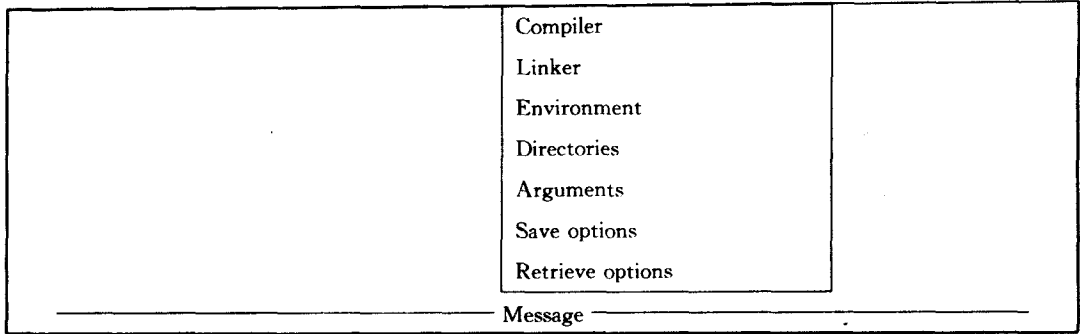 Compiler
Linker
Environment
Directories
Arguments
Save options
Retrieve options
Message